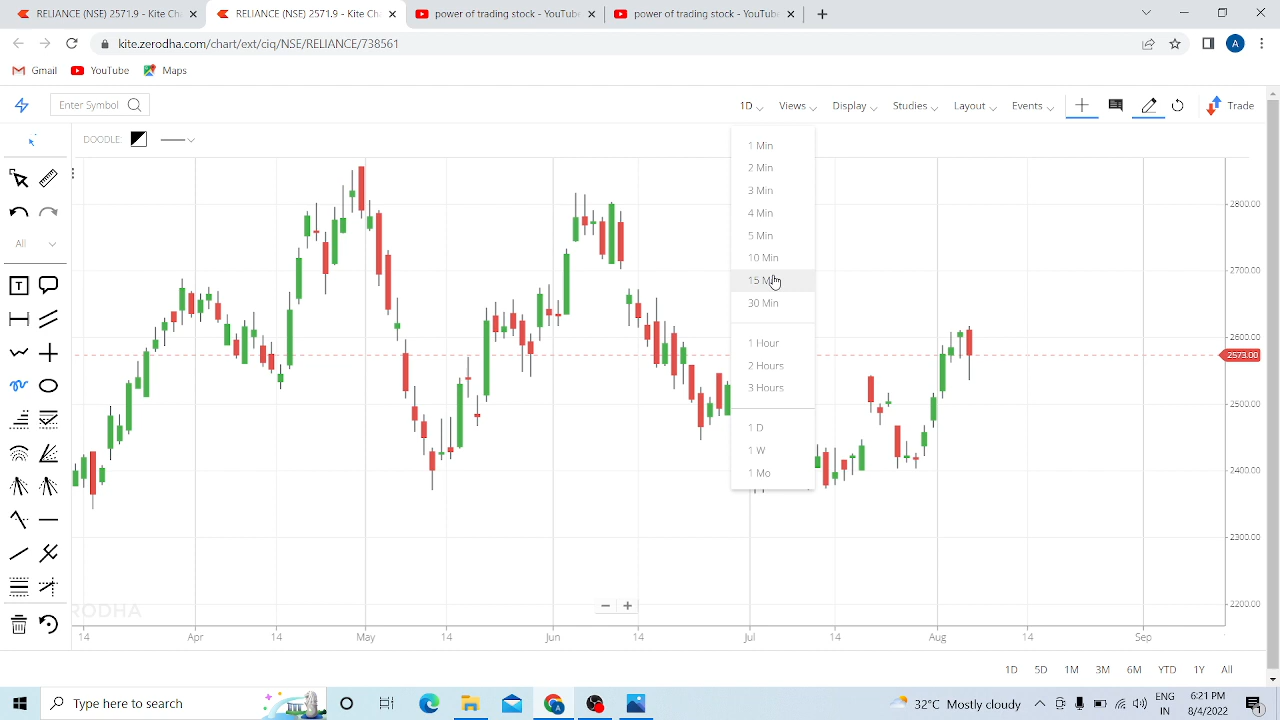 RELIANCE (NSE) 2571.9 - Kite Ch
RELIANCE (NSE) 2571.9 - Kite Ch
power of trading stock - YouTube
power of trading stock - YouTube
kite.zerodha.com/chart/ext/ciq/NSE/RELIANCE/738561
A
Gmail
YouTube
Maps
Enter Symbol
1D
Views
Display
Studies
Layout
Events
Trade
DOODLE:
All
T
1 Min
2 Min
3 Min
4 Min
5 Min
10 Min
15 M
30 Min
1 Hour
2 Hours
3 Hours
1 D
1 W
1 Mo
2800.00
2700.00
2600.00
2573.00
2500.00
2400.00
2300.00
2200.00
RODHA
14
Apr
14
May
14
Jun
14
Jul
14
Aug
14
Sep
1D
5D
1M
3M
6M
YTD
1Y
All
Type here to search
32°C Mostly cloudy
ENG
IN
6:21 PM
8/4/2022
1